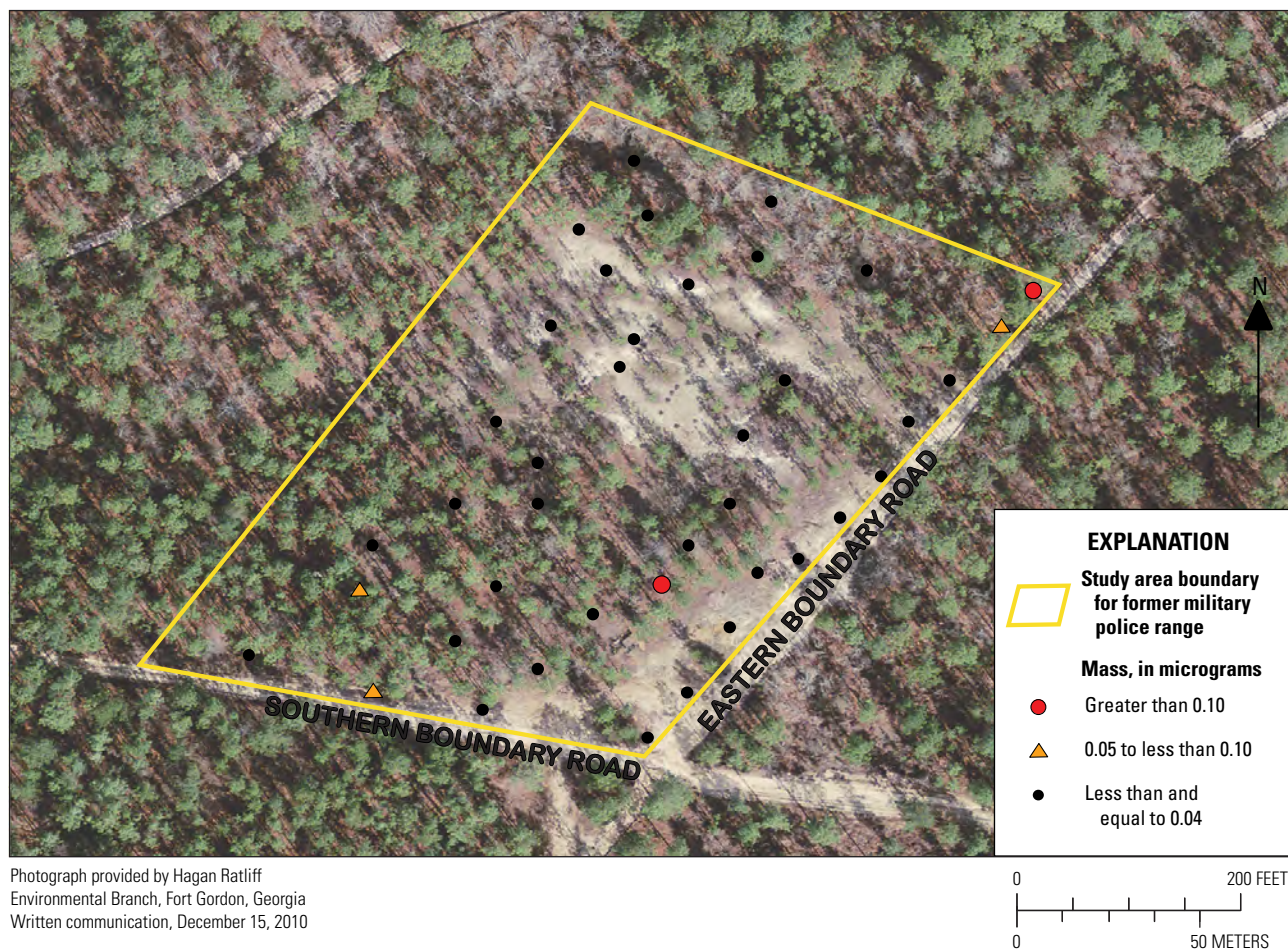 N
SOUTHERN BOUNDARY ROAD
EASTERN BOUNDARY ROAD
EXPLANATION
Study area boundary
for former military
police range
Mass, in micrograms
Greater than 0.10
0.05 to less than 0.10
Less than and
equal to 0.04
Photograph provided by Hagan Ratliff
Environmental Branch, Fort Gordon, Georgia
Written communication, December 15, 2010
0 200 FEET
0 50 METERS